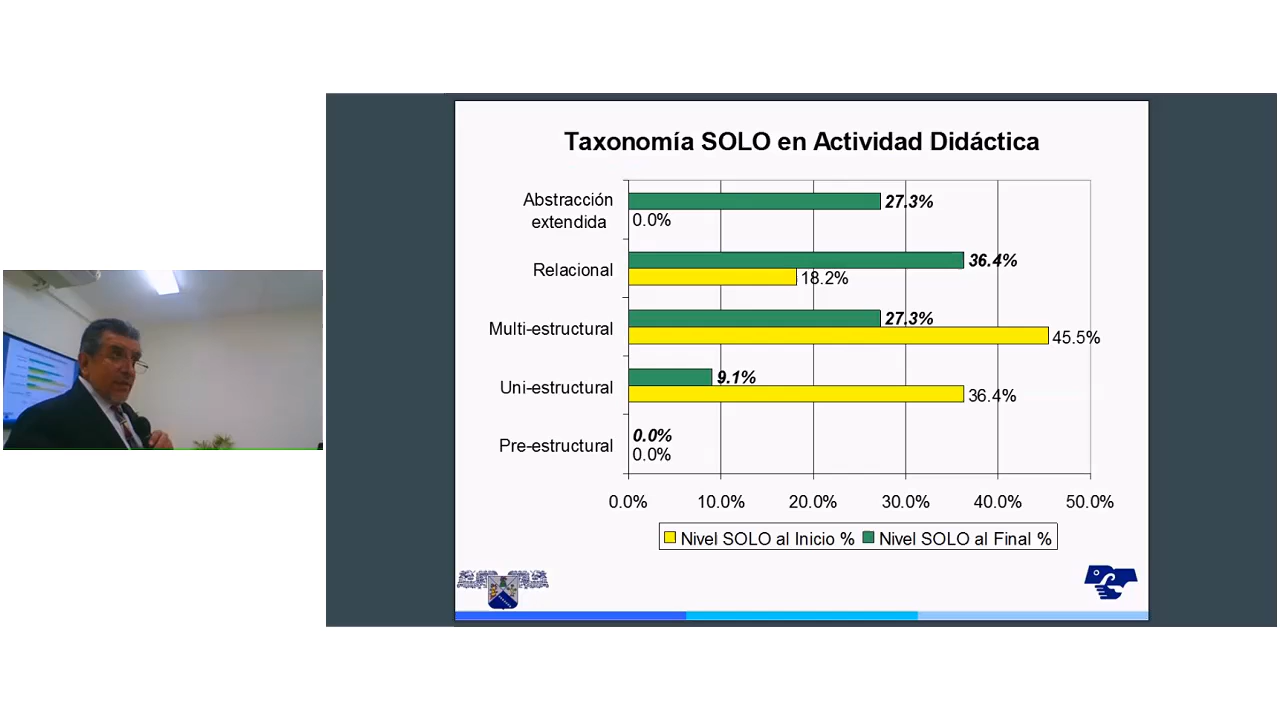 Taxonomía SOLO en Actividad Didáctica
Abstracción
extendida
27.3%
0.0%
Relacional
36.4%
18.2%
Multi-estructural
27.3%
45.5%
Uni-estructural
9.1%
36.4%
Pre-estructural
0.0%
0.0%
0.0% 10.0% 20.0% 30.0% 40.0% 50.0%
Nivel SOLO al Inicio % Nivel SOLO al Final %